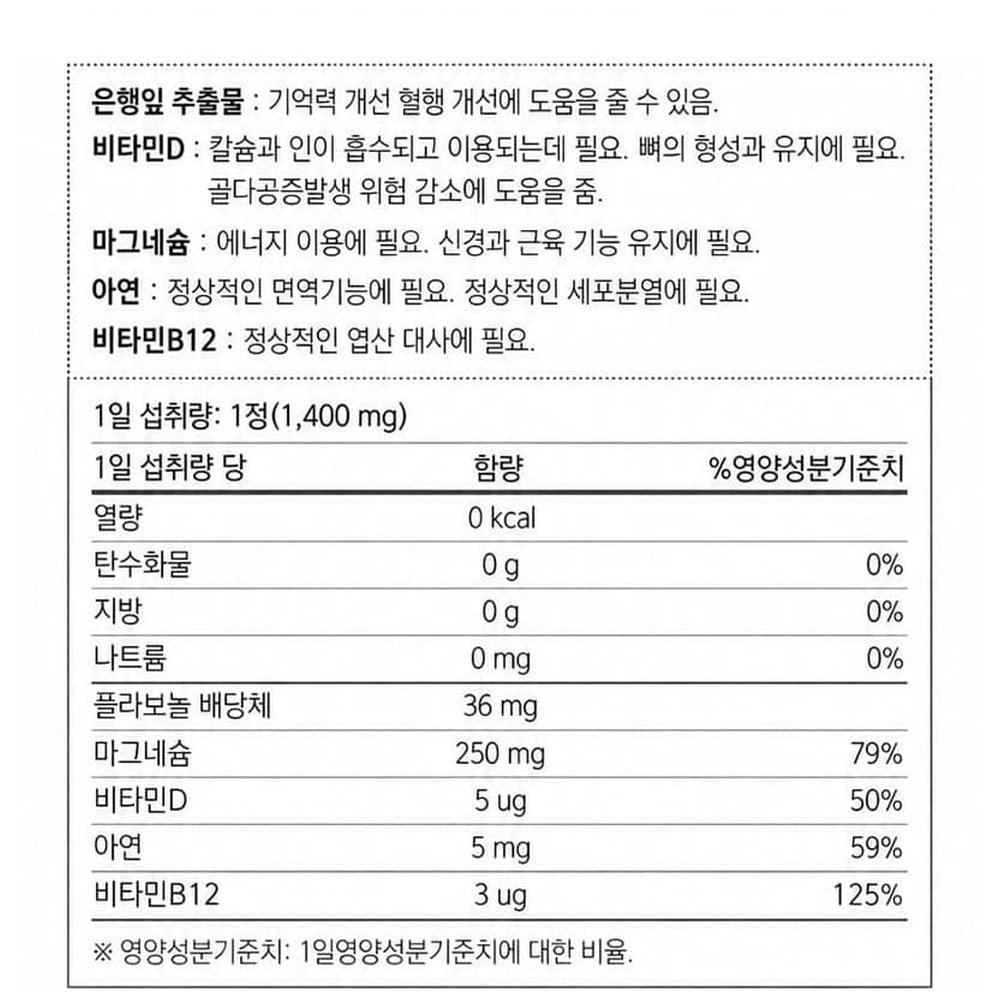 은행잎 추출물 : 기억력 개선 혈행 개선에 도움을 줄 수 있음.
비타민D : 칼슘과 인이 흡수되고 이용되는데 필요. 뼈의 형성과 유지에 필요.
골다공증발생 위험 감소에 도움을 줌.
마그네슘 : 에너지 이용에 필요. 신경과 근육 기능 유지에 필요.
아연 : 정상적인 면역기능에 필요. 정상적인 세포분열에 필요.
비타민B12 : 정상적인 엽산 대사에 필요.
1일 섭취량: 1정(1,400 mg)
1일 섭취량 당 함량 %영양성분기준치
열량 0 kcal
탄수화물 0 g 0%
지방 0 g 0%
나트륨 0 mg 0%
플라보놀 배당체 36 mg
마그네슘 250 mg 79%
비타민D 5 ug 50%
아연 5 mg 59%
비타민B12 3 ug 125%
※ 영양성분기준치: 1일영양성분기준치에 대한 비율.